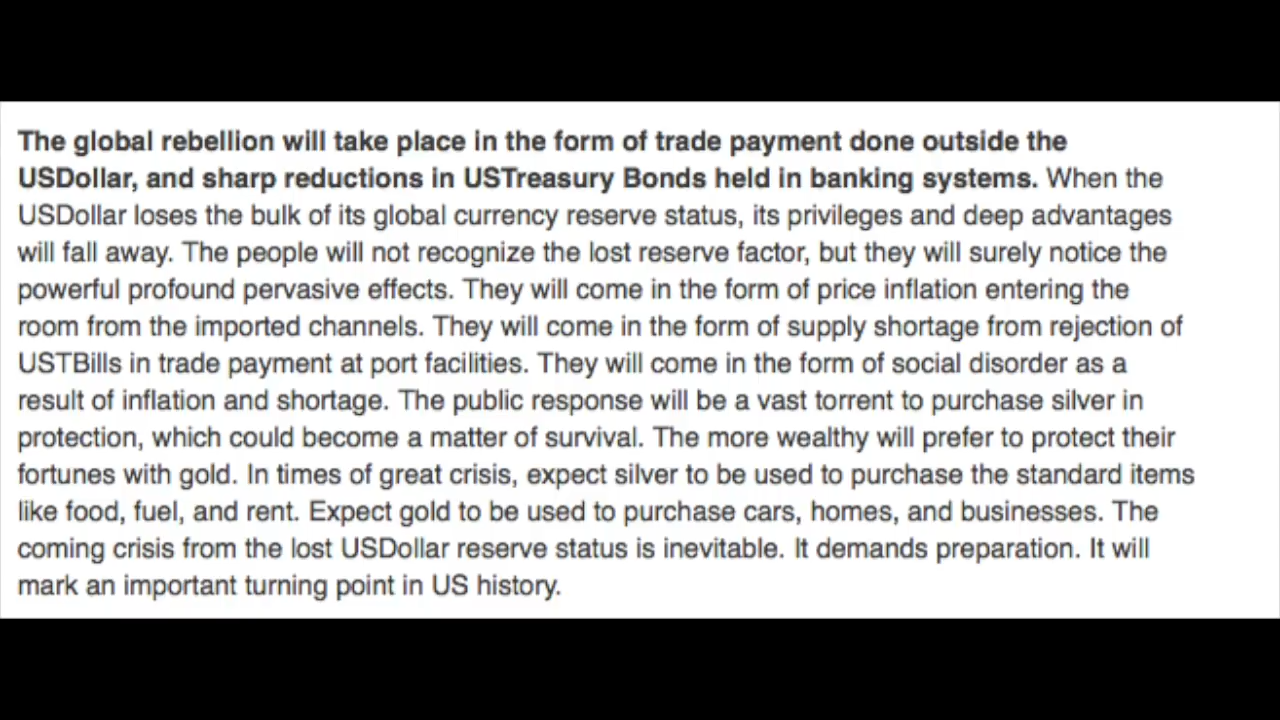 The global rebellion will take place in the form of trade payment done outside the
USDollar, and sharp reductions in USTreasury Bonds held in banking systems. When the
USDollar loses the bulk of its global currency reserve status, its privileges and deep advantages
will fall away. The people will not recognize the lost reserve factor, but they will surely notice the
powerful profound pervasive effects. They will come in the form of price inflation entering the
room from the imported channels. They will come in the form of supply shortage from rejection of
USTBills in trade payment at port facilities. They will come in the form of social disorder as a
result of inflation and shortage. The public response will be a vast torrent to purchase silver in
protection, which could become a matter of survival. The more wealthy will prefer to protect their
fortunes with gold. In times of great crisis, expect silver to be used to purchase the standard items
like food, fuel, and rent. Expect gold to be used to purchase cars, homes, and businesses. The
coming crisis from the lost USDollar reserve status is inevitable. It demands preparation. It will
mark an important turning point in US history.